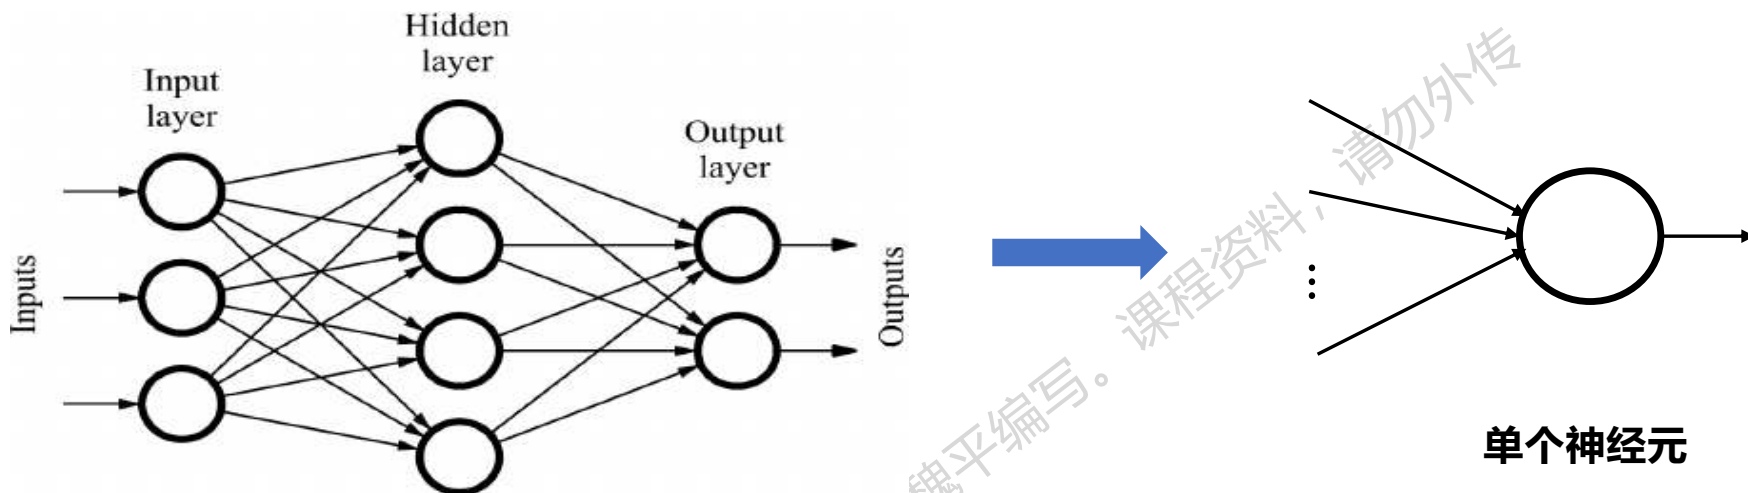 Hidden
layer
Input
layer
Output
layer
Inputs
Outputs
魏平编写。课程资料，请勿外传
单个神经元